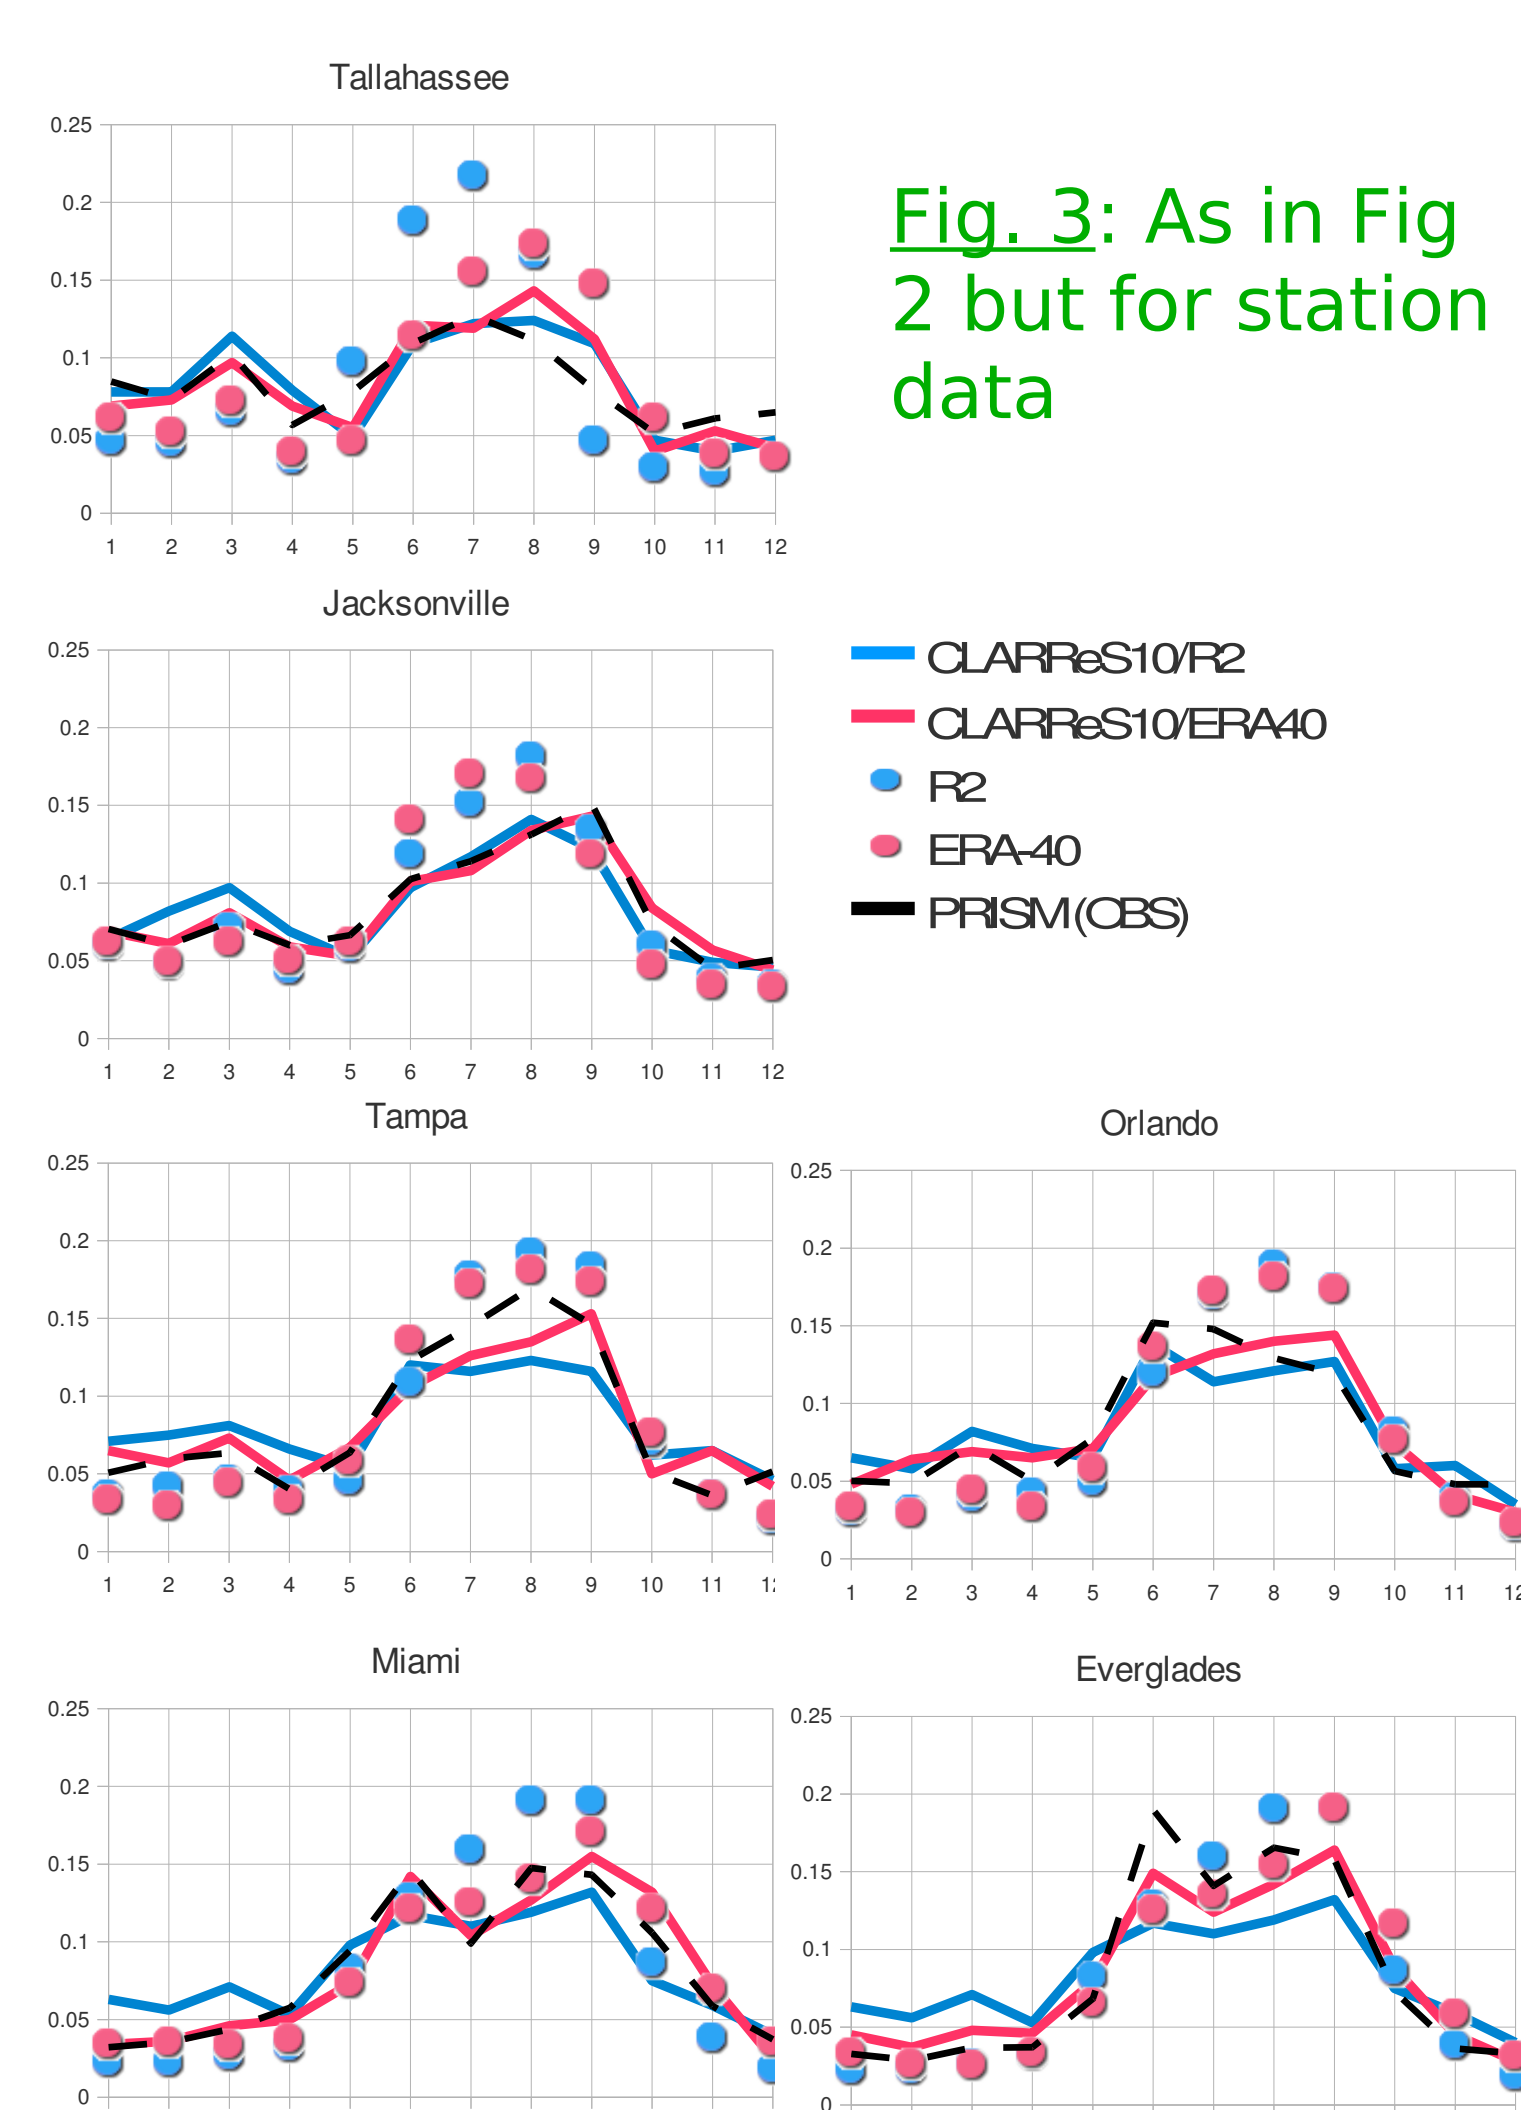 Tallahassee
0.25
0.2
0.15
0.1
0.05
0
1 2 3 4 5 6 7 8 9 10 11 12
Fig. 3: As in Fig
2 but for station
data
Jacksonville
0.25
0.2
0.15
0.1
0.05
0
1 2 3 4 5 6 7 8 9 10 11 12
CLARReS10/R2
CLARReS10/ERA40
R2
ERA-40
PRISM (OBS)
Tampa
0.25
0.2
0.15
0.1
0.05
0
1 2 3 4 5 6 7 8 9 10 11 12
Orlando
0.25
0.2
0.15
0.1
0.05
0
1 2 3 4 5 6 7 8 9 10 11 12
Miami
0.25
0.2
0.15
0.1
0.05
0
Everglades
0.25
0.2
0.15
0.1
0.05
0